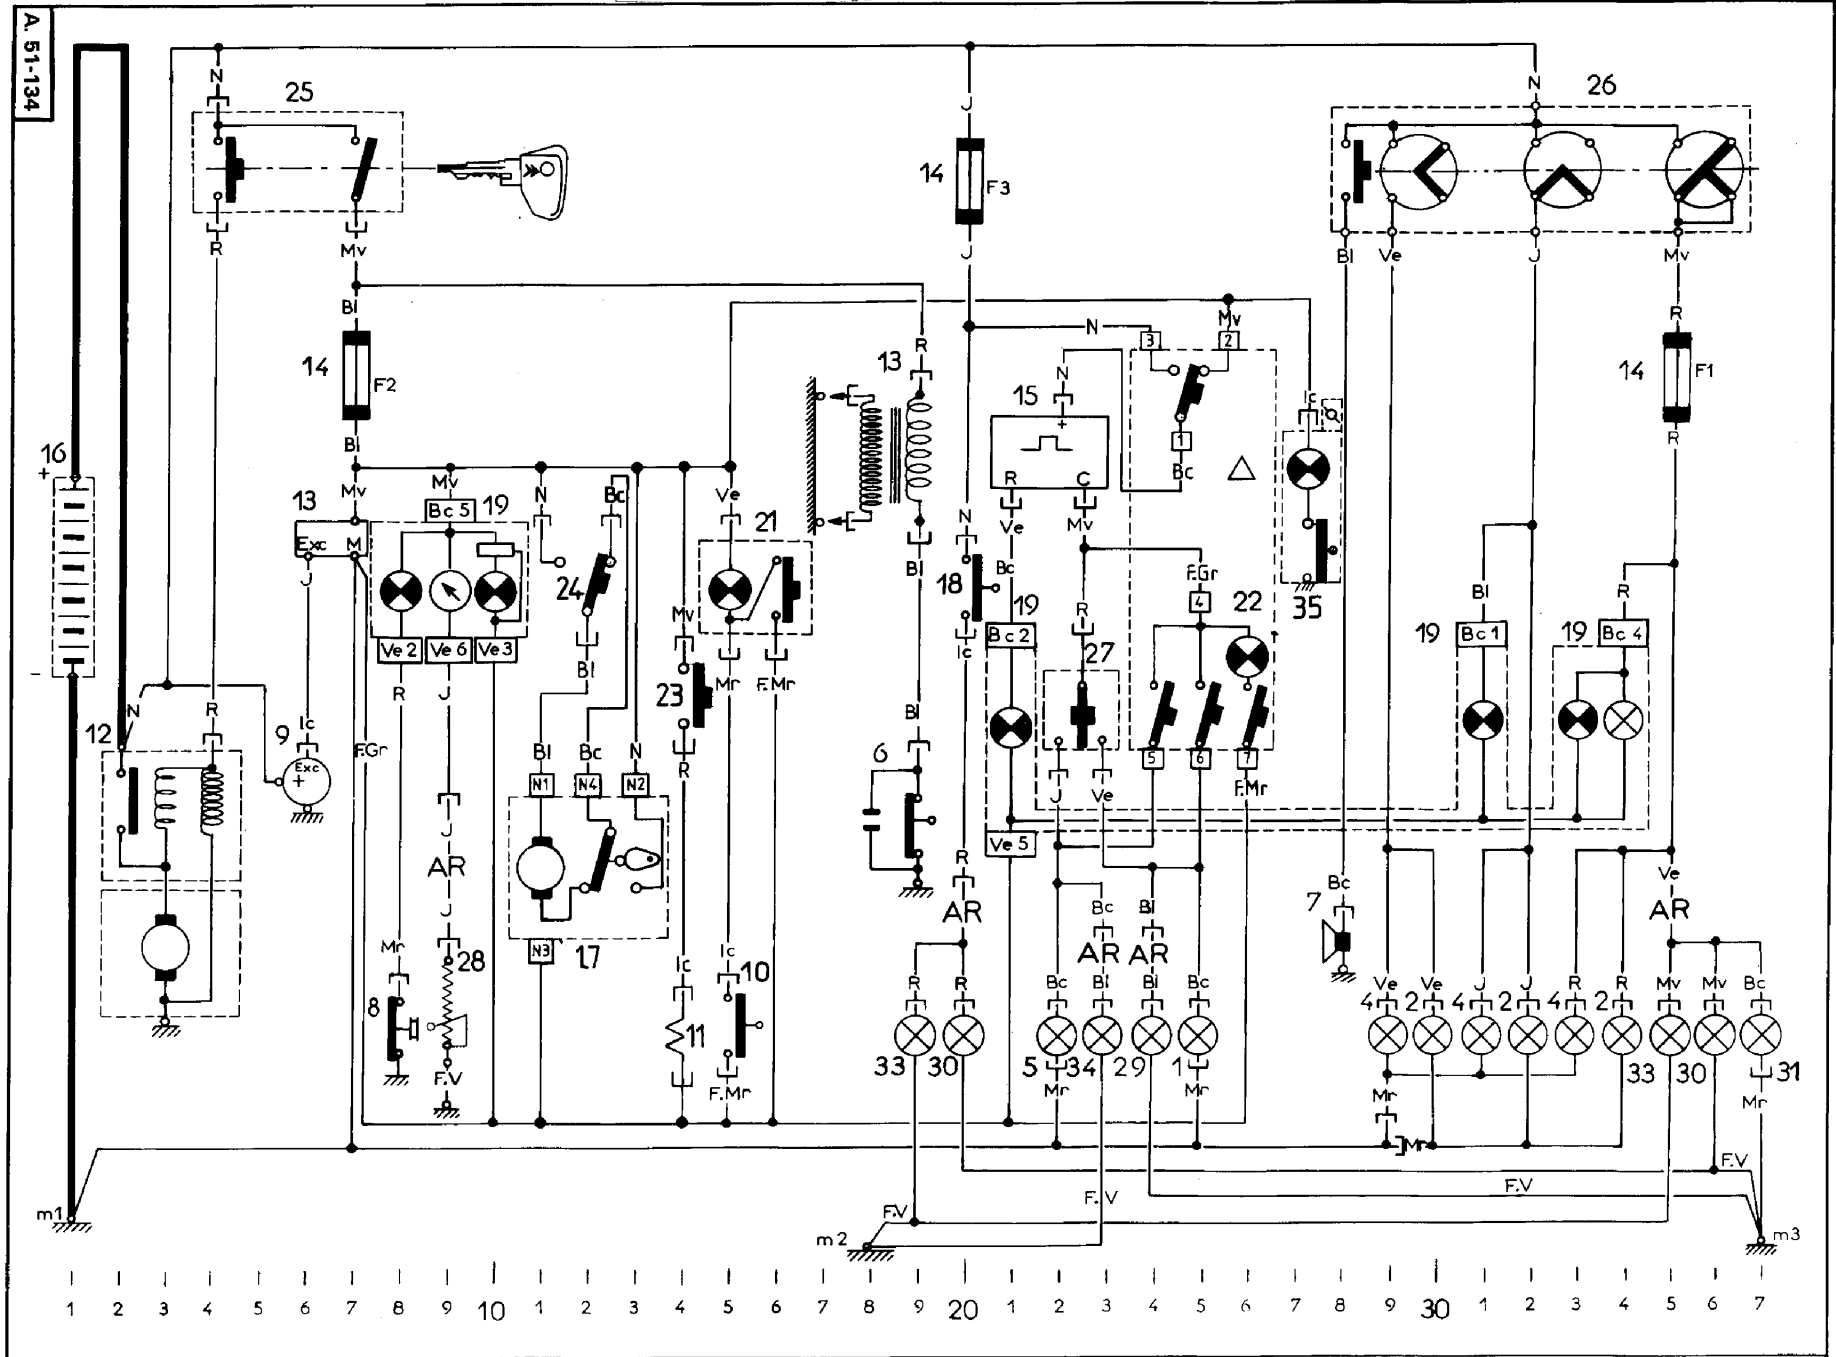 A. 51-134
N 25 J N 26
14 F3
R Mv J Bl Ve J Mv
Bl N Mv R
14 F2 13 R N 3 2 14 F1
15 + Ic
Bl 1 R
16 + Mv Mv N Bc Ve Bc
13 Bc 5 19 21 R C
Exc M N Ve Mv
J Bl 18 Bc F.Gr 35 Bl R
24 Mv 19 R 4 22
Ve 2 Ve 6 Ve 3 Bc 2 19 Bc 1 19 Bc 4
- R J Bl Mr F.Mr Ic 27
N R 23
12 9 Ic F.Gr Bl Bc N R Bl
Exc + 6 5 6 7
N1 N4 N2 J Ve F.Mr
Ve 5
J AR R Bc Ve
J Bc Bl 7 AR
AR AR AR
Mr N3 17 Ic Ic 10
28 R R Bc Bl Bl Bc Ve Ve J J R R Mv Mv Bc
8 11 4 2 4 2 4 2
33 30 5 34 29 1 33 30 31
F.V F.Mr Mr Mr Mr Mr
Mr
F.V
F.V F.V
m1 F.V
m2 m3
1 2 3 4 5 6 7 8 9 10 1 2 3 4 5 6 7 8 9 20 1 2 3 4 5 6 7 8 9 30 1 2 3 4 5 6 7